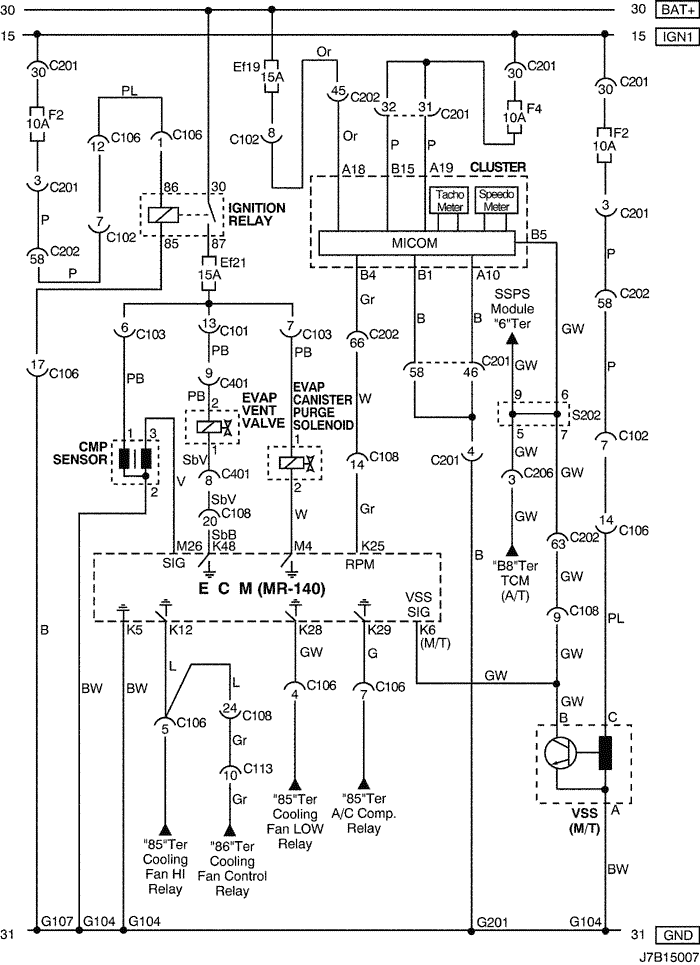 30 30 BAT+
15 15 IGN1
C201 30
F2 10A
PL
C106 12
C106 1
3 C201
P
7 C102
58 C202
P
Ef19 15A
8 C102
Or
45 C202
Or
32 31 C201
P P
C201 30
F4 10A
C201 30
F2 10A
3 C201
P
58 C202
P
C102 7
14 C106
PL
86 30
IGNITION RELAY
85 87
Ef21 15A
A18 B15 A19 CLUSTER
Tacho Meter
Speedo Meter
MICOM
B5
B4 B1 A10
Gr
B B
SSPS Module "6"Ter
GW
GW
17 C106
6 C103
13 C101
7 C103
PB PB PB
9 C401
PB 2
EVAP VENT VALVE
1
SbV
8 C401
SbV
20 C108
SbB
EVAP CANISTER PURGE SOLENOID
1
2
W
66 C202
W
C108 14
Gr
58 46 C201
C201 4
B
9 6
S202
5 7
GW GW
3 C206
GW
"B8"Ter TCM (A/T)
63 C202
GW
9 C108
GW
1 3
CMP SENSOR
2
V
M26 K48 M4 K25
SIG RPM
E C M (MR-140)
VSS SIG
K5 K12 K28 K29 K6
(M/T)
B
BW BW
L L
GW G
GW
GW
5 C106
24 C108
Gr
10 C113
Gr
C106 4
C106 7
"85"Ter Cooling Fan HI Relay
"86"Ter Cooling Fan Control Relay
"85"Ter Cooling Fan LOW Relay
"85"Ter A/C Comp. Relay
B C
A
VSS (M/T)
BW
31 G107 G104 G104 G201 G104 31 GND
J7B15007